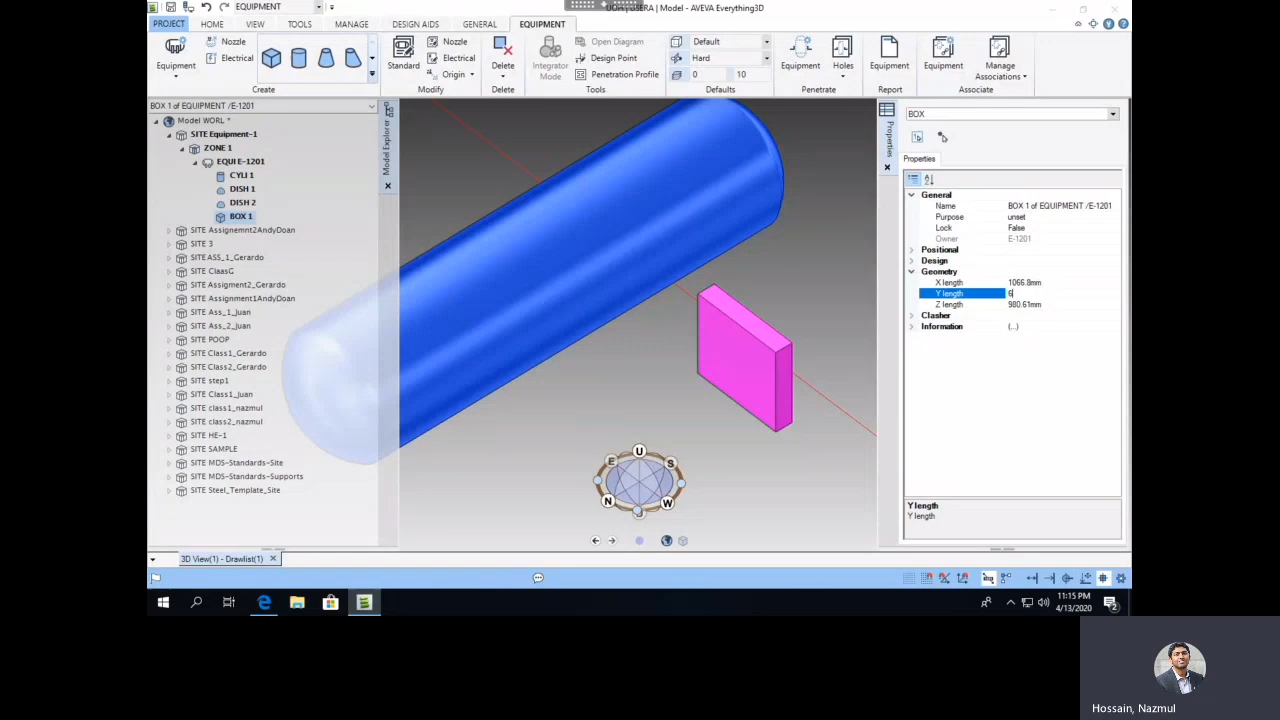 EQUIPMENT
Model - AVEVA Everything3D
PROJECT HOME VIEW TOOLS MANAGE DESIGN AIDS GENERAL EQUIPMENT
Equipment
Nozzle
Electrical
Create
Standard
Nozzle
Electrical
Origin
Modify
Delete
Delete
Integrator Mode
Open Diagram
Design Point
Penetration Profile
Tools
Default
Hard
0 10
Defaults
Equipment
Holes
Penetrate
Equipment
Report
Equipment
Manage Associations
Associate
BOX 1 of EQUIPMENT /E-1201
Model WORL *
SITE Equipment-1
ZONE 1
EQUI E-1201
CYLI 1
DISH 1
DISH 2
BOX 1
SITE Assignemnt2AndyDoan
SITE 3
SITE ASS_1_Gerardo
SITE ClaasG
SITE Assigment2_Gerardo
SITE Assignment1AndyDoan
SITE Ass_1_juan
SITE Ass_2_juan
SITE POOP
SITE Class1_Gerardo
SITE Class2_Gerardo
SITE step1
SITE Class1_juan
SITE class1_nazmul
SITE class2_nazmul
SITE HE-1
SITE SAMPLE
SITE MDS-Standards-Site
SITE MDS-Standards-Supports
SITE Steel_Template_Site
Model Explorer
U
E S
N W
Properties
BOX
Properties
General
Name BOX 1 of EQUIPMENT /E-1201
Purpose unset
Lock False
Owner E-1201
Positional
Design
Geometry
X length 1066.8mm
Y length 6
Z length 980.61mm
Clasher
Information (...)
Y length
Y length
3D View(1) - Drawlist(1)
11:15 PM
4/13/2020
2
Hossain, Nazmul